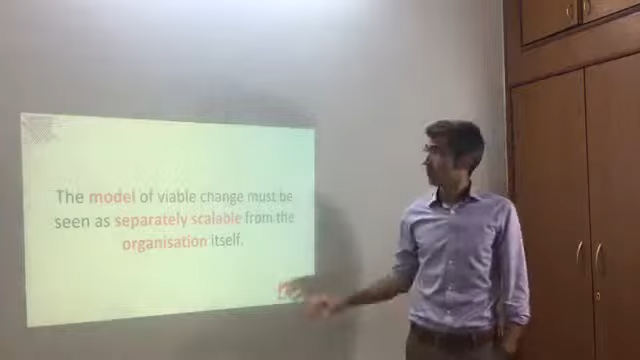 The model of viable change must be
seen as separately scalable from the
organisation itself.